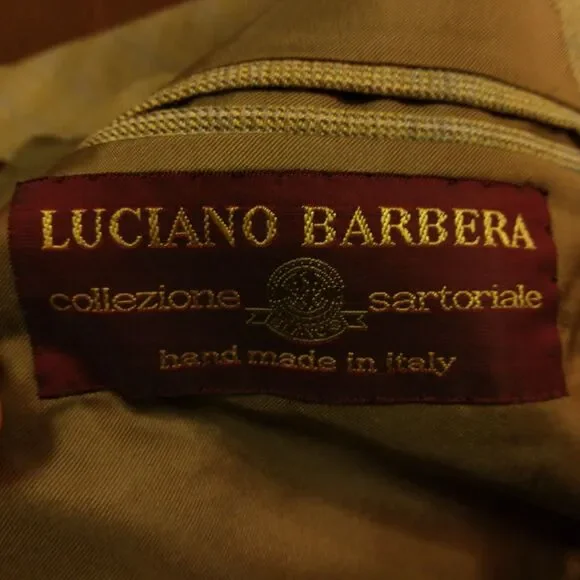 LUCIANO BARBERA
collezione sartoriale
hand made in italy